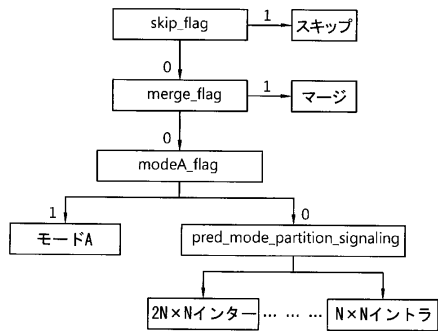 skip_flag
1
スキップ
0
merge_flag
1
マージ
0
modeA_flag
1
0
モードA
pred_mode_partition_signaling
2N×Nインター
… … …
N×Nイントラ